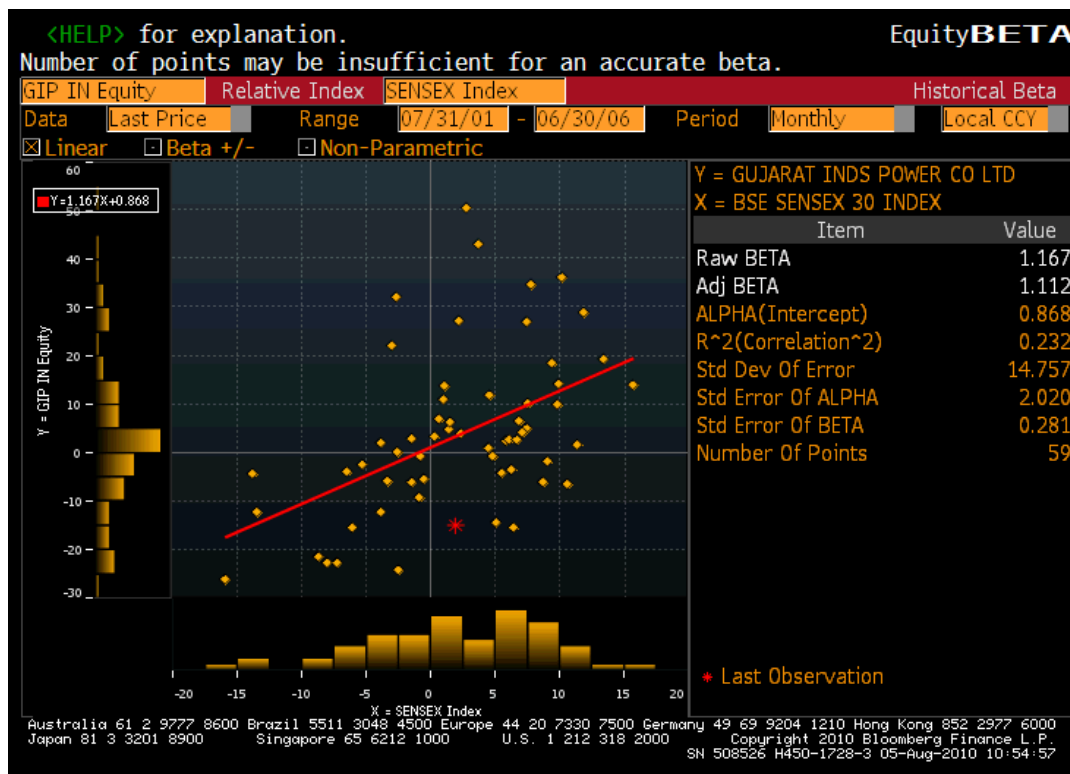 <HELP> for explanation. EquityBETA
Number of points may be insufficient for an accurate beta.
GIP IN Equity Relative Index SENSEX Index Historical Beta
Data Last Price Range 07/31/01 - 06/30/06 Period Monthly Local CCY
Linear Beta +/- Non-Parametric
Y = GUJARAT INDS POWER CO LTD
X = BSE SENSEX 30 INDEX
Item Value
Raw BETA 1.167
Adj BETA 1.112
ALPHA(Intercept) 0.868
R^2(Correlation^2) 0.232
Std Dev Of Error 14.757
Std Error Of ALPHA 2.020
Std Error Of BETA 0.281
Number Of Points 59
* Last Observation
Y=1.167X+0.868
60
50
40
30
20
10
0
-10
-20
-30
Y = GIP IN Equity
-20 -15 -10 -5 0 5 10 15 20
X = SENSEX Index
Australia 61 2 9777 8600 Brazil 5511 3048 4500 Europe 44 20 7330 7500 Germany 49 69 9204 1210 Hong Kong 852 2977 6000
Japan 81 3 3201 8900 Singapore 65 6212 1000 U.S. 1 212 318 2000 Copyright 2010 Bloomberg Finance L.P.
SN 508526 H450-1728-3 05-Aug-2010 10:54:57